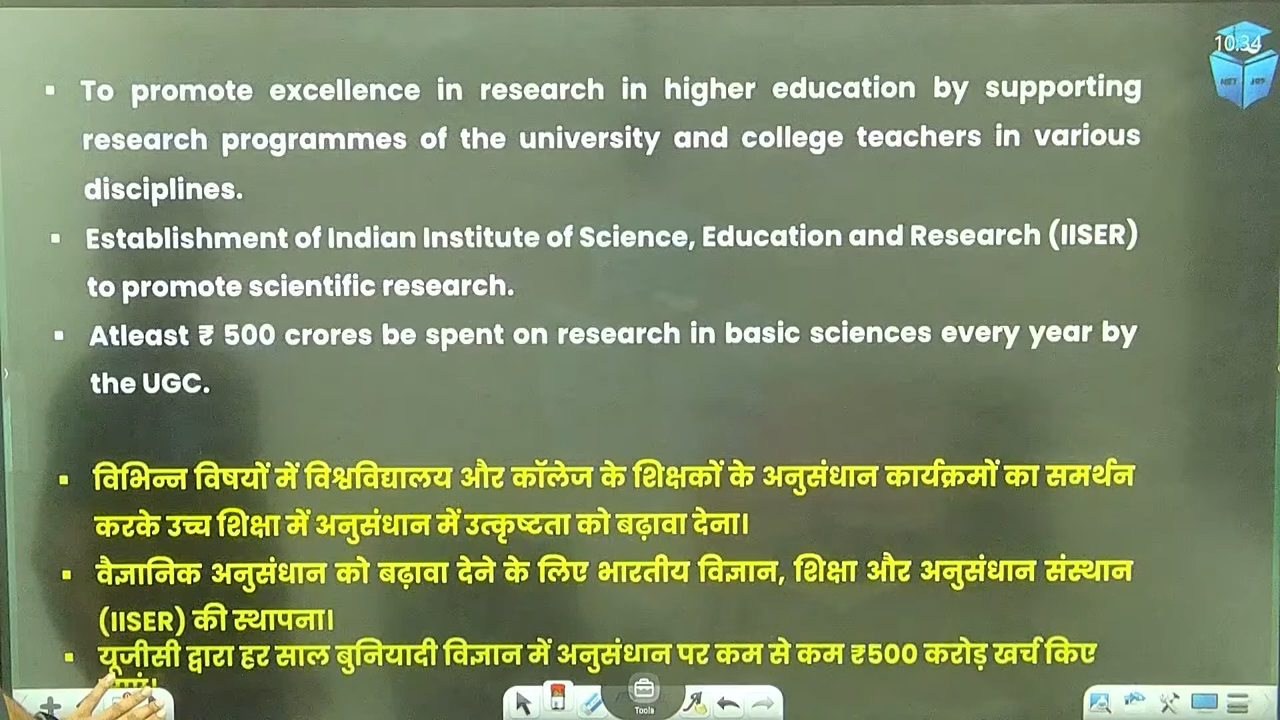 10:34
NET JRF
▪ To promote excellence in research in higher education by supporting
research programmes of the university and college teachers in various
disciplines.
▪ Establishment of Indian Institute of Science, Education and Research (IISER)
to promote scientific research.
▪ Atleast ₹ 500 crores be spent on research in basic sciences every year by
the UGC.
▪ विभिन्न विषयों में विश्वविद्यालय और कॉलेज के शिक्षकों के अनुसंधान कार्यक्रमों का समर्थन
करके उच्च शिक्षा में अनुसंधान में उत्कृष्टता को बढ़ावा देना।
▪ वैज्ञानिक अनुसंधान को बढ़ावा देने के लिए भारतीय विज्ञान, शिक्षा और अनुसंधान संस्थान
(IISER) की स्थापना।
▪ यूजीसी द्वारा हर साल बुनियादी विज्ञान में अनुसंधान पर कम से कम ₹500 करोड़ खर्च किए
Tools